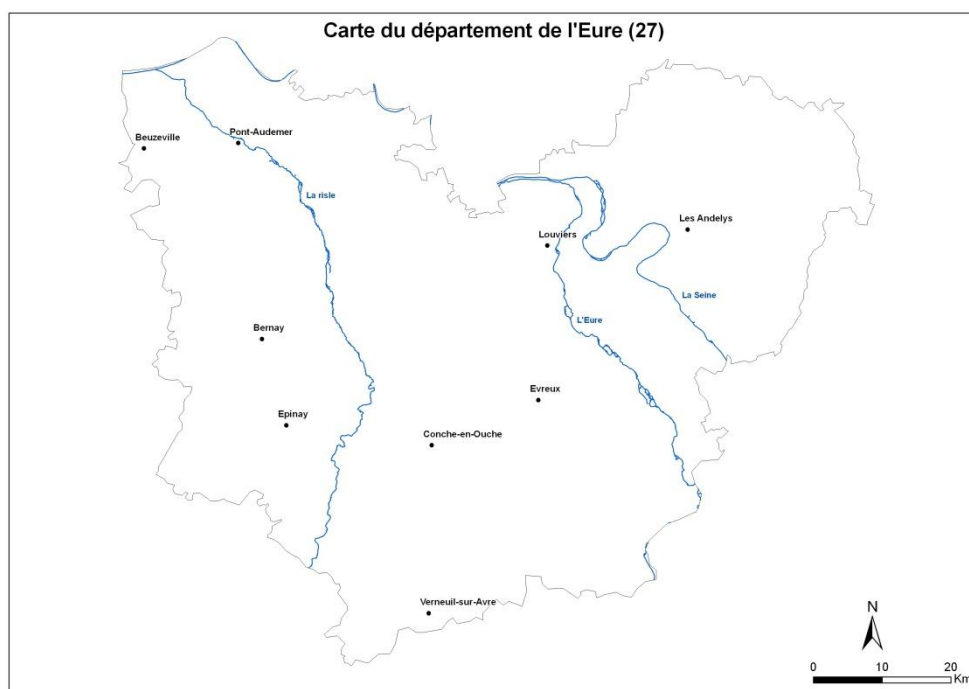 Carte du département de l'Eure (27)
Beuzeville
Pont-Audemer
La risle
Les Andelys
Louviers
La Seine
L'Eure
Bernay
Evreux
Epinay
Conche-en-Ouche
Verneuil-sur-Avre
N
0 10 20
Km